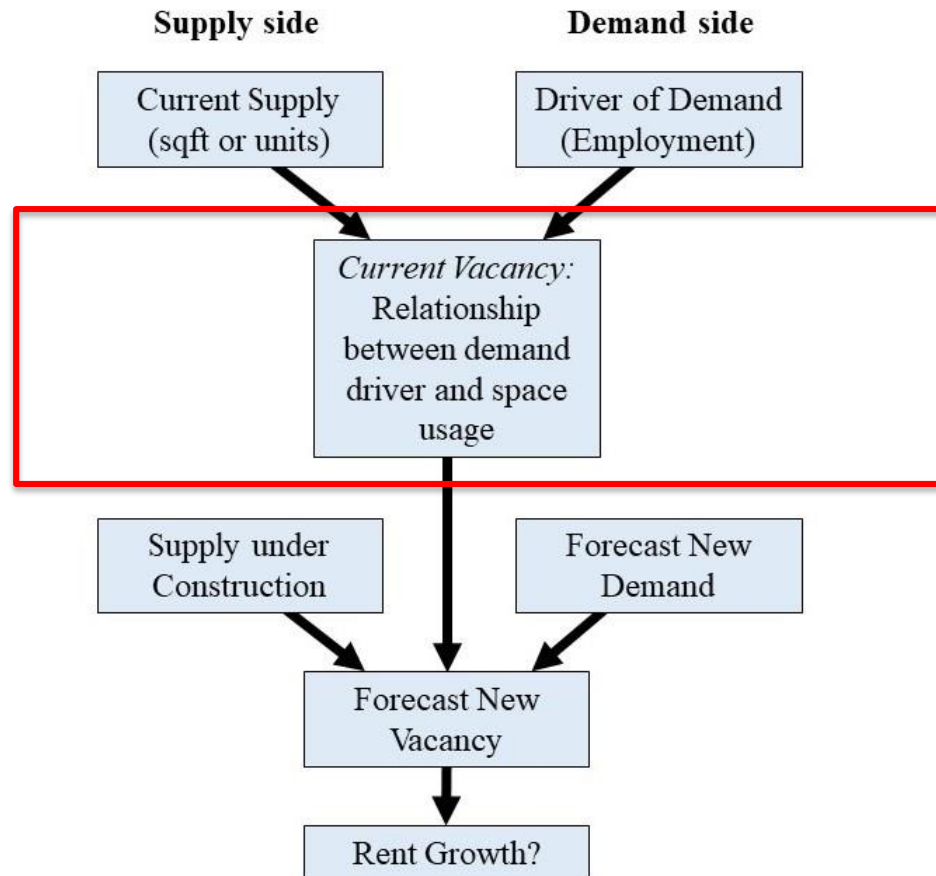 Supply side
Demand side
Current Supply
(sqft or units)
Driver of Demand
(Employment)
Current Vacancy:
Relationship
between demand
driver and space
usage
Supply under
Construction
Forecast New
Demand
Forecast New
Vacancy
Rent Growth?